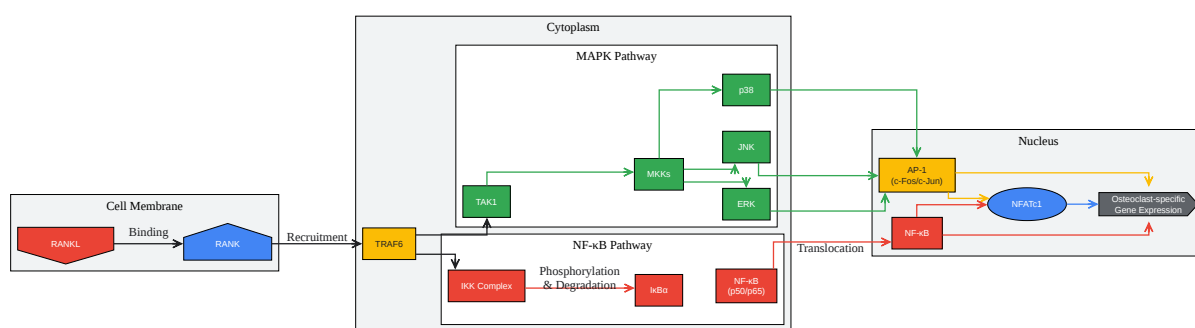 Cytoplasm
MAPK Pathway
p38
Nucleus
JNK
AP-1
(c-Fos/c-Jun)
MKKs
TAK1
ERK
NFATc1
Osteoclast-specific
Gene Expression
Cell Membrane
RANKL
Binding
RANK
Recruitment
TRAF6
NF-κB
NF-κB Pathway
Translocation
IKK Complex
Phosphorylation
& Degradation
IκBα
NF-κB
(p50/p65)